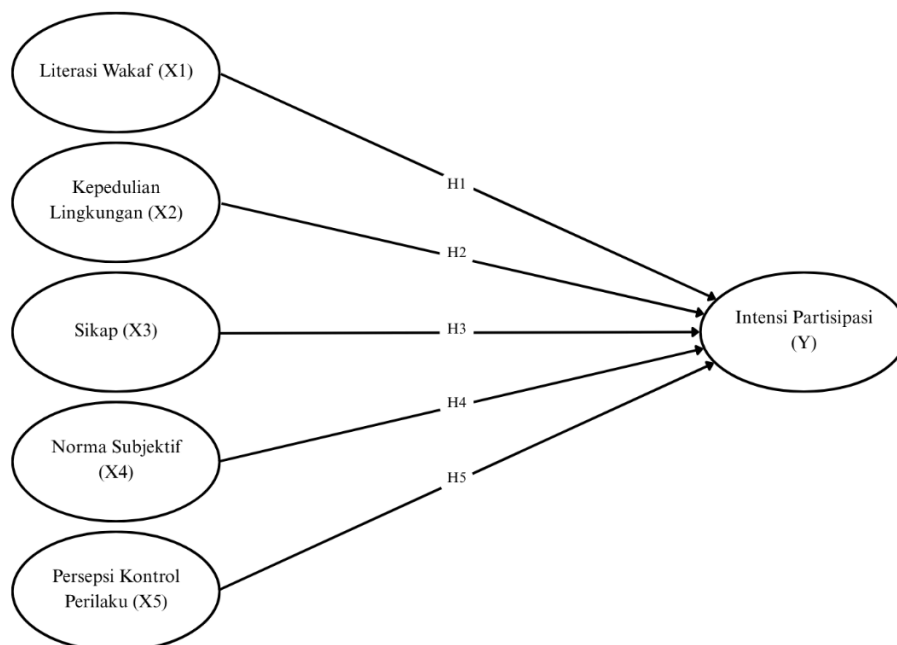 Literasi Wakaf (X1)
H1
Kepedulian
Lingkungan (X2)
H2
Sikap (X3)
H3
Intensi Partisipasi
(Y)
H4
Norma Subjektif
(X4)
H5
Persepsi Kontrol
Perilaku (X5)